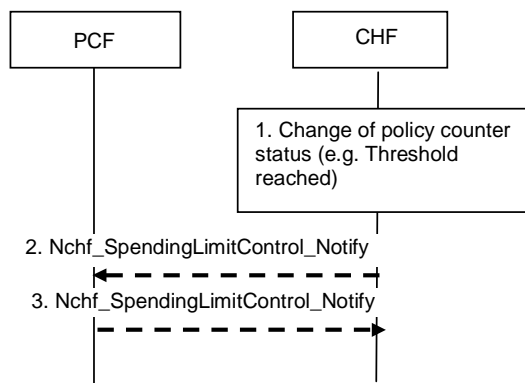 PCF
CHF
1. Change of policy counter
status (e.g. Threshold
reached)
2. Nchf_SpendingLimitControl_Notify
3. Nchf_SpendingLimitControl_Notify